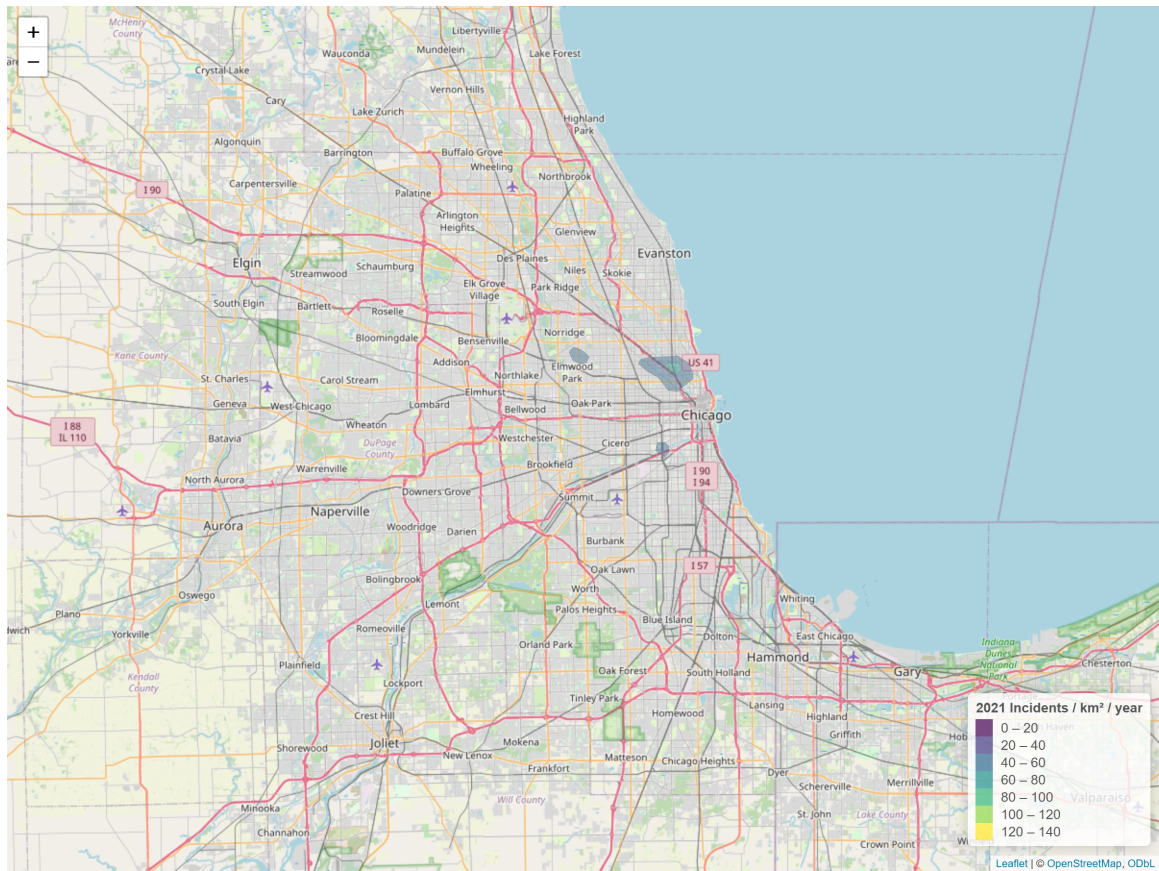 +
−
McHenry
County
Libertyville
Wauconda
Mundelein
Lake Forest
Crystal Lake
Vernon Hills
Cary
Lake Zurich
Highland
Park
Algonquin
Barrington
Buffalo Grove
Wheeling
Northbrook
Carpentersville
I 90
Palatine
Arlington
Heights
Glenview
Evanston
Des Plaines
Elgin
Streamwood
Schaumburg
Niles
Skokie
Elk Grove
Village
Park Ridge
South Elgin
Bartlett
Roselle
Bloomingdale
Bensenville
Norridge
Kane County
Addison
Elmwood
Park
US 41
St. Charles
Carol Stream
Northlake
Elmhurst
Geneva
West Chicago
Lombard
Bellwood
Oak Park
Chicago
I 88
IL 110
Wheaton
Batavia
DuPage
County
Westchester
Cicero
Warrenville
Brookfield
I 90
I 94
North Aurora
Downers Grove
Summit
Naperville
Aurora
Woodridge
Darien
Burbank
Bolingbrook
Oak Lawn
I 57
Oswego
Lemont
Worth
Whiting
Plano
Palos Heights
Blue Island
dwich
Yorkville
Romeoville
Dolton
East Chicago
Orland Park
Indiana
Dunes
National
Park
Hammond
Plainfield
Oak Forest
South Holland
Gary
Chesterton
Kendall
County
Lockport
Tinley Park
Lansing
Crest Hill
Homewood
Highland
Joliet
Mokena
Griffith
Shorewood
New Lenox
Matteson
Chicago Heights
Frankfort
Dyer
Schererville
Merrillville
Minooka
Will County
St. John
Lake County
Valparaiso
Channahon
Crown Point
2021 Incidents / km² / year
0 – 20
20 – 40
40 – 60
60 – 80
80 – 100
100 – 120
120 – 140
Leaflet | © OpenStreetMap, ODbL